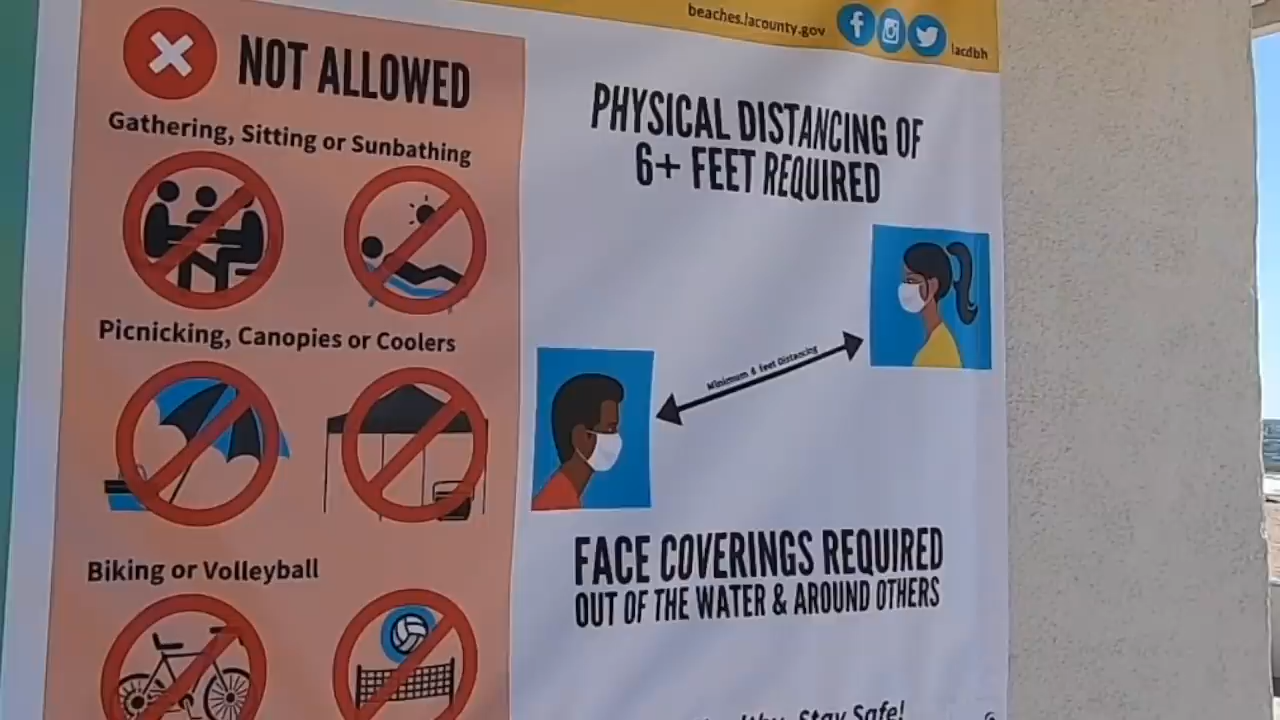 beaches.lacounty.gov
lacdbh
NOT ALLOWED
Gathering, Sitting or Sunbathing
Picnicking, Canopies or Coolers
Biking or Volleyball
PHYSICAL DISTANCING OF
6+ FEET REQUIRED
Minimum 6 feet Distancing
FACE COVERINGS REQUIRED
OUT OF THE WATER & AROUND OTHERS
Stay Safe!